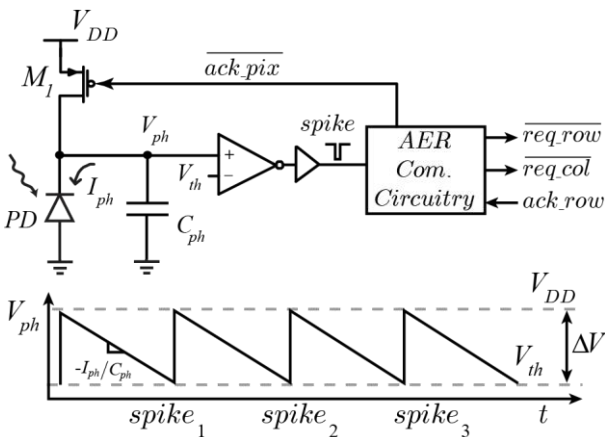 V_DD
M_1
ack_pix
V_ph
spike
AER
Com.
Circuitry
req_row
req_col
ack_row
+
V_th
−
I_ph
PD
C_ph
V_DD
V_ph
ΔV
V_th
-I_ph/C_ph
spike_1
spike_2
spike_3
t